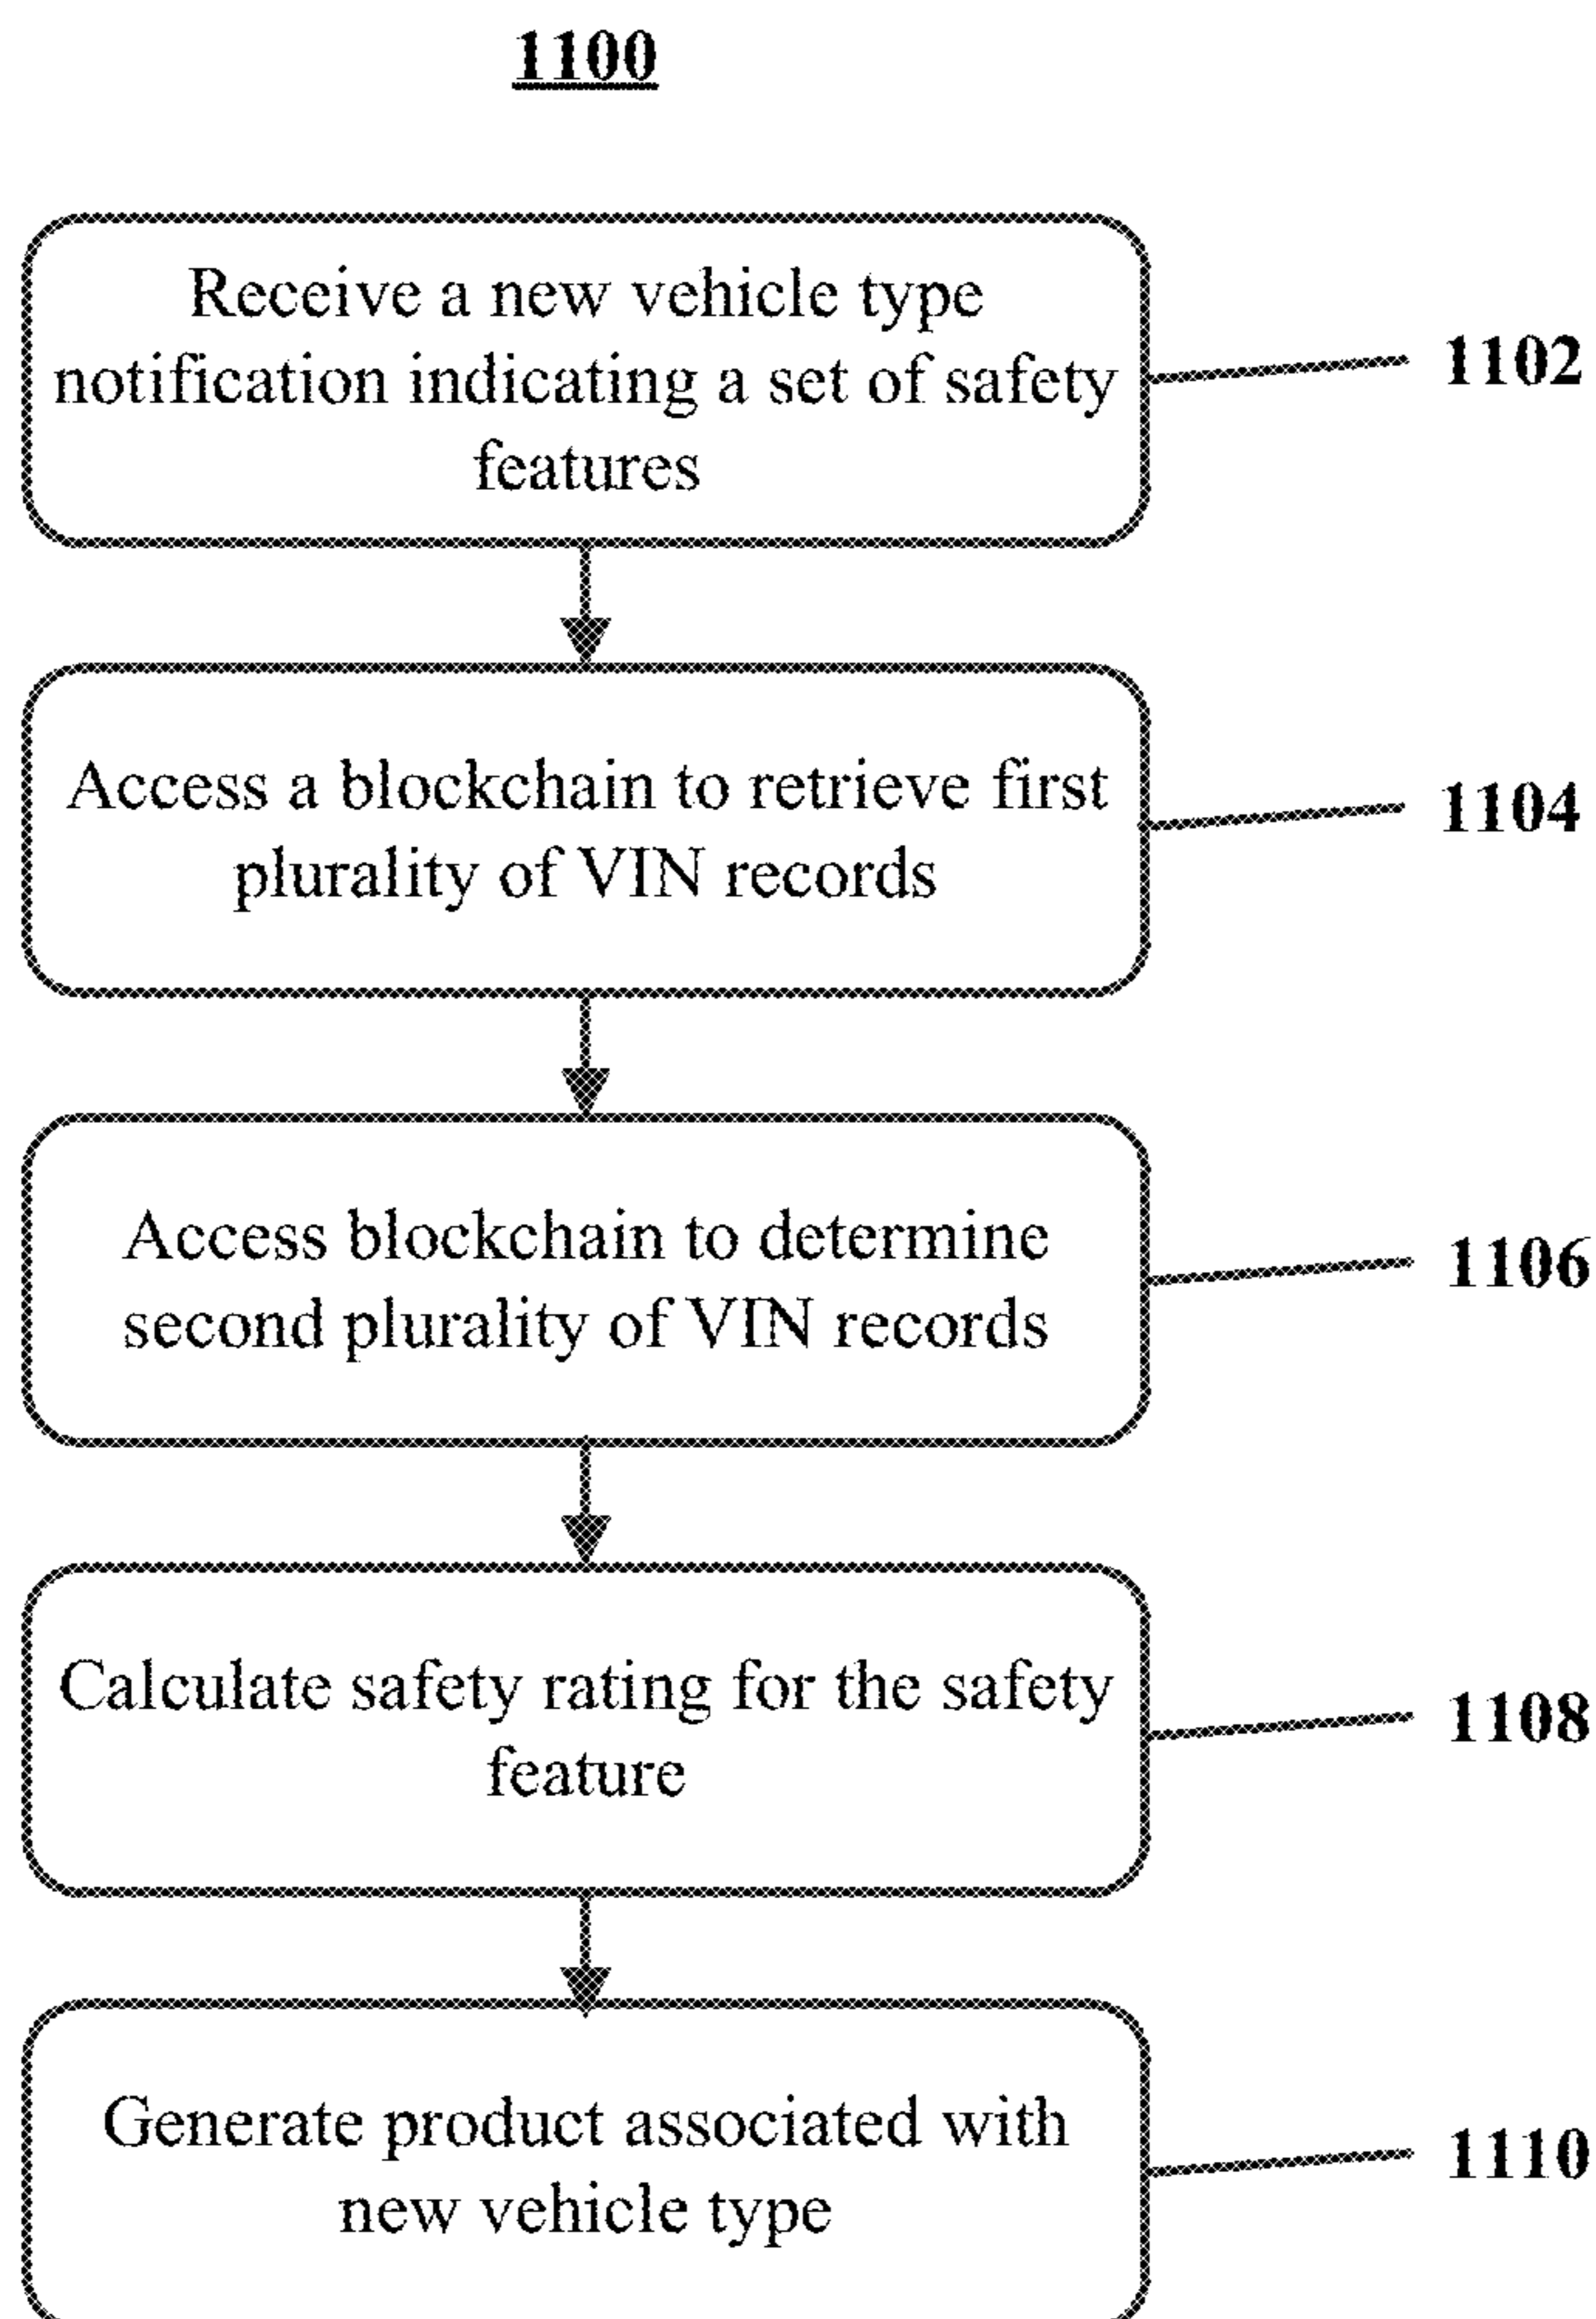 1100
Receive a new vehicle type
notification indicating a set of safety
features
1102
Access a blockchain to retrieve first
plurality of VIN records
1104
Access blockchain to determine
second plurality of VIN records
1106
Calculate safety rating for the safety
feature
1108
Generate product associated with
new vehicle type
1110